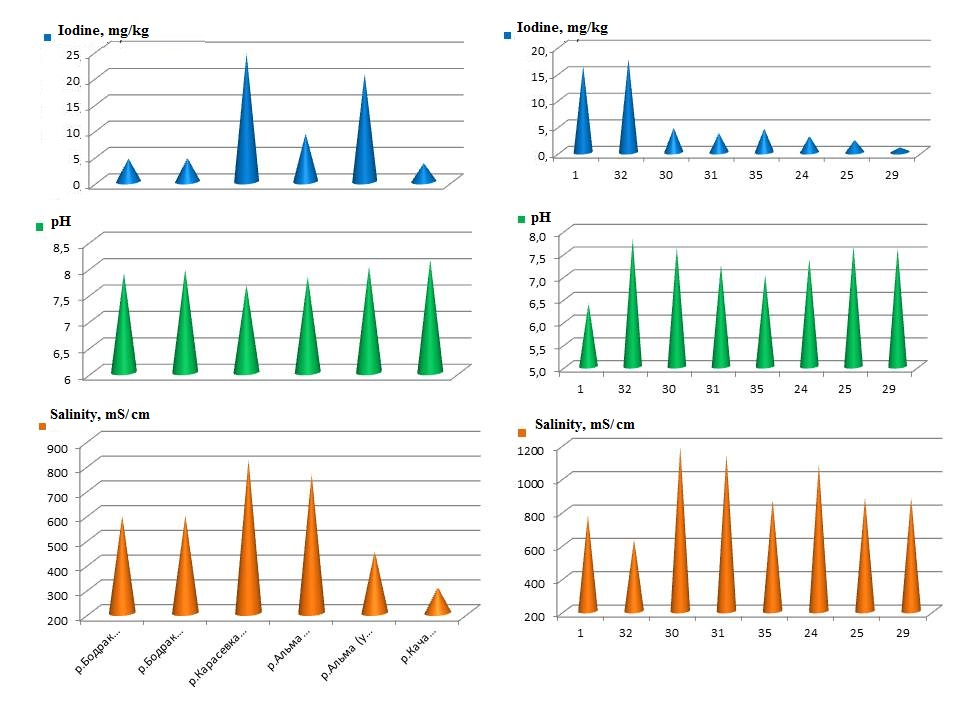 Iodine, mg/kg
25,
20,
15,
10,
5,
0,
Iodine, mg/kg
20,
15,
10,
5,
0,
1 32 30 31 35 24 25 29
pH
8,5
8
7,5
7
6,5
6
pH
8,0
7,5
7,0
6,5
6,0
5,5
5,0
1 32 30 31 35 24 25 29
Salinity, mS/cm
900
800
700
600
500
400
300
200
р.Бодрак...
р.Бодрак...
р.Карасевка...
р.Альма...
р.Альма (у...
р.Кача...
Salinity, mS/cm
1200
1000
800
600
400
200
1 32 30 31 35 24 25 29